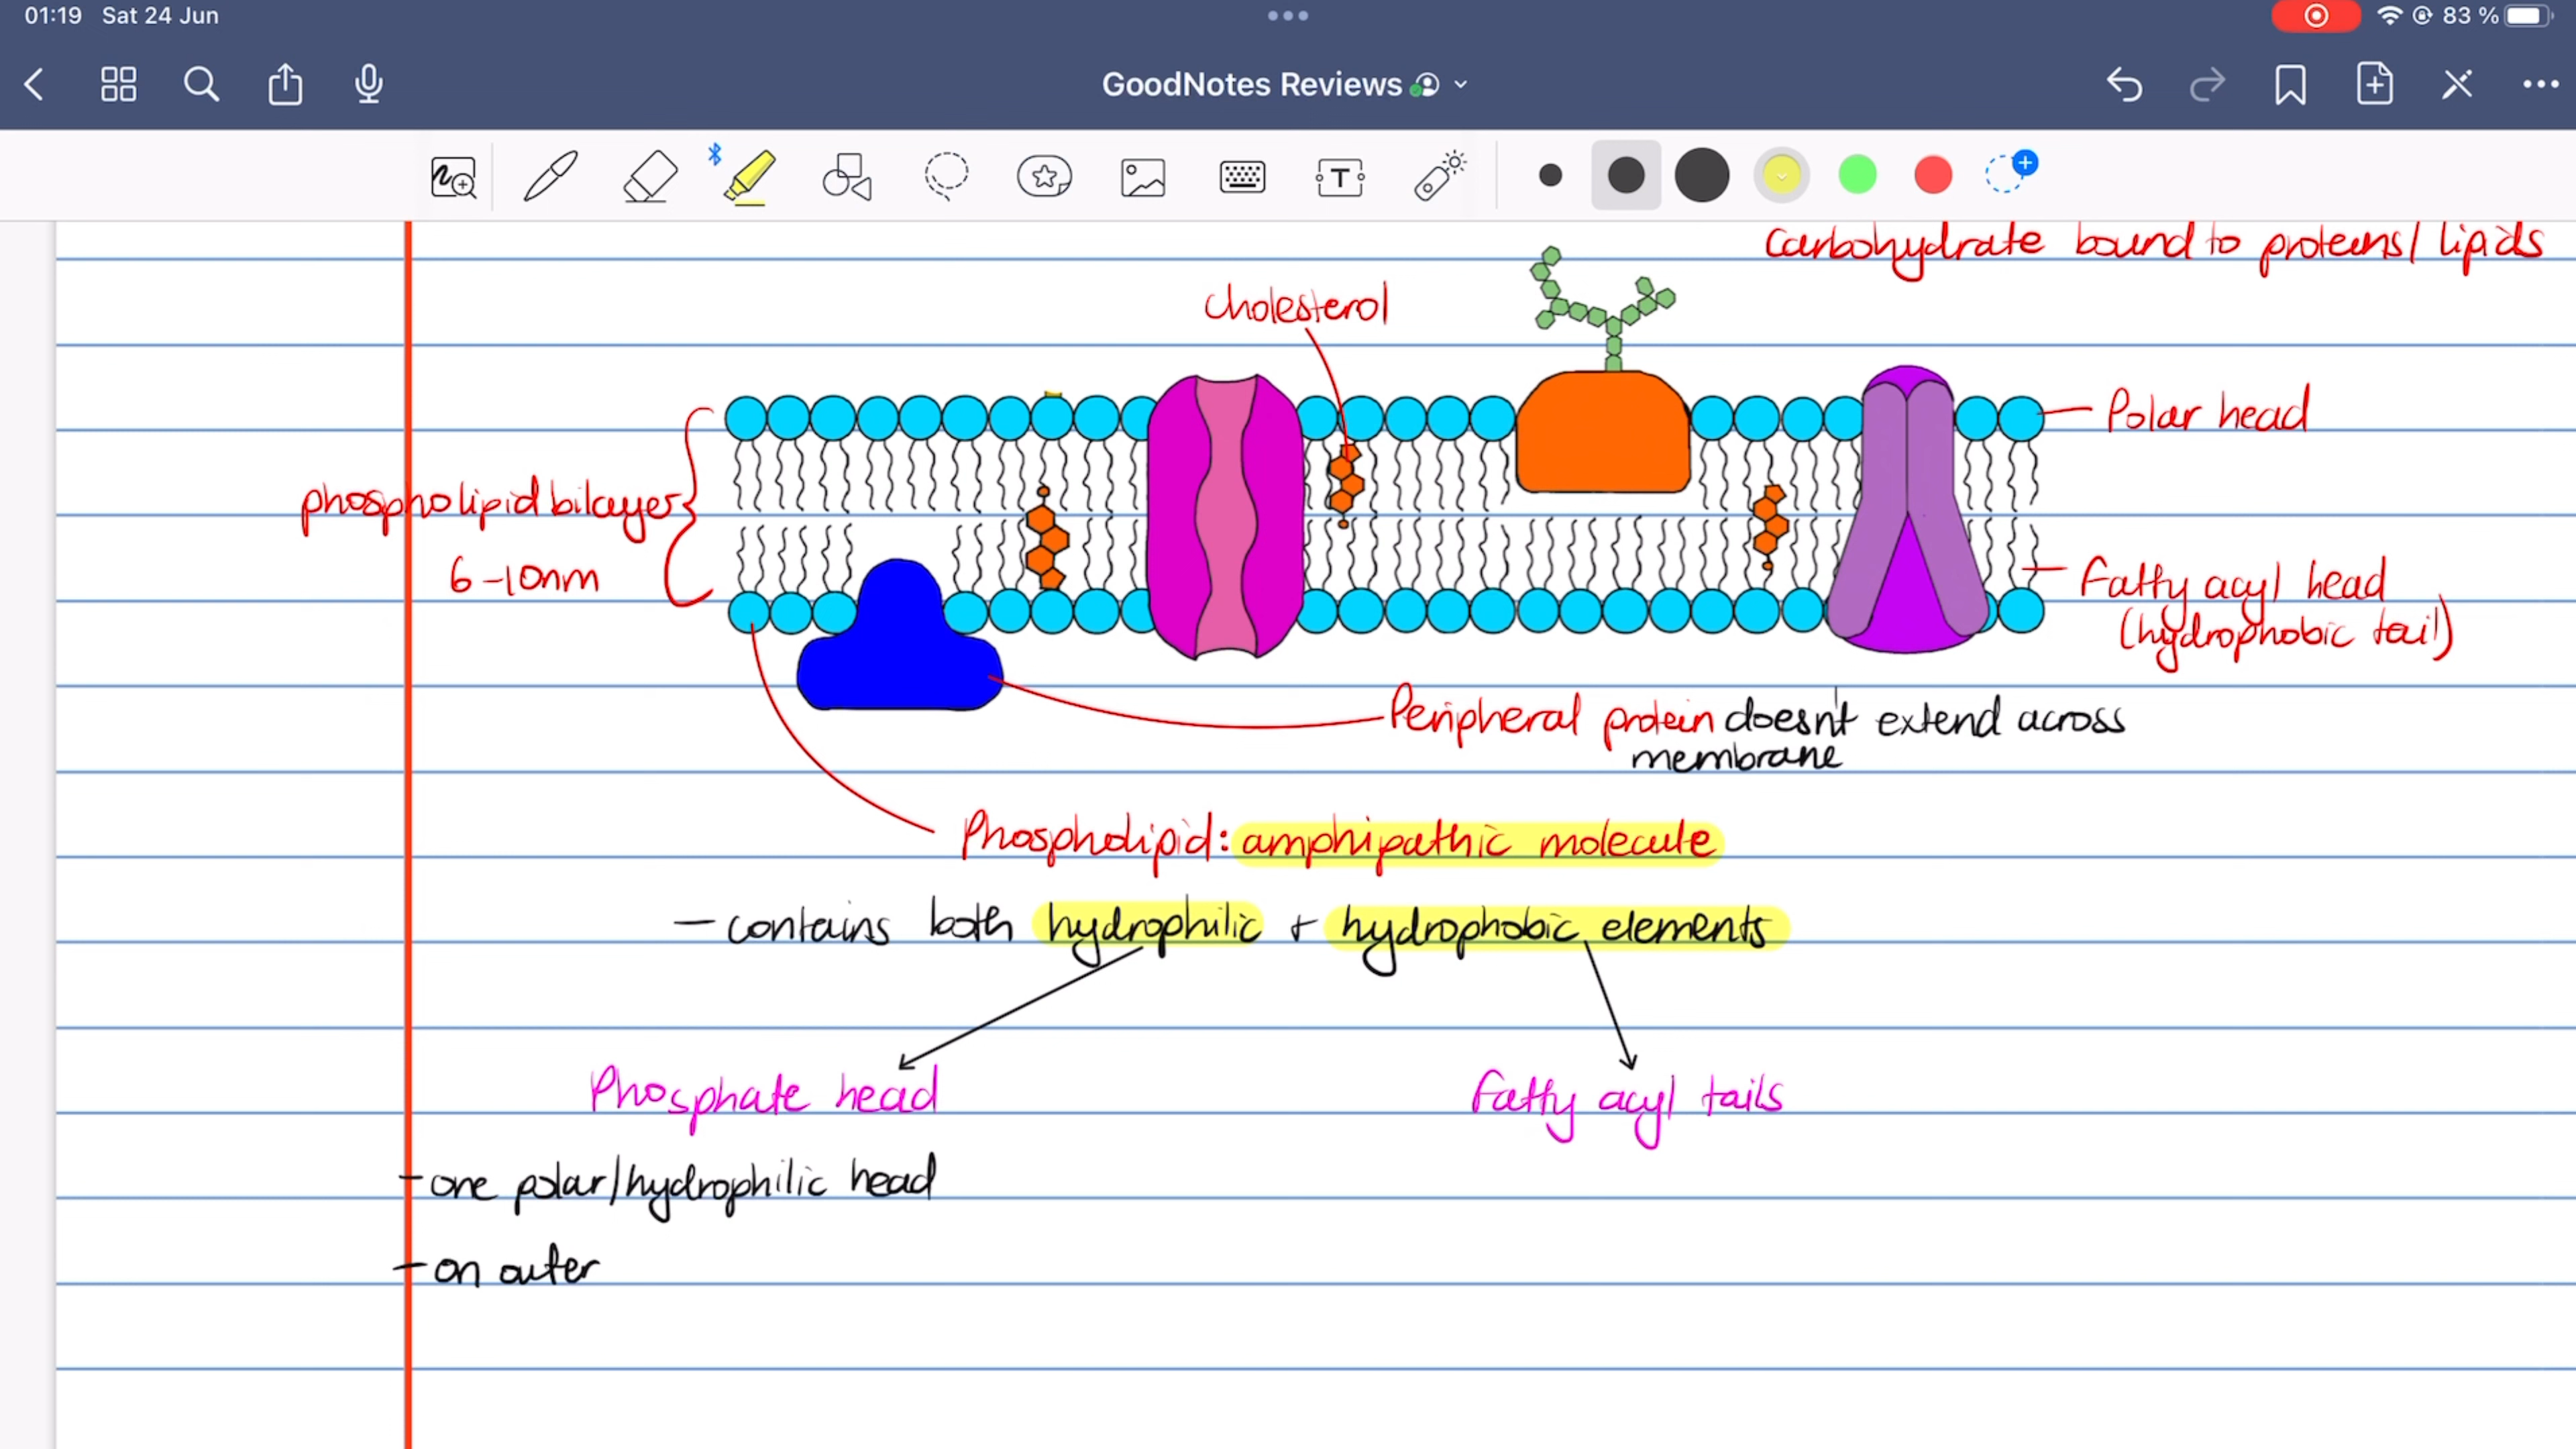 01:19 Sat 24 Jun
83 %
GoodNotes Reviews
T
Carbohydrate bound to proteins/ lipids
cholesterol
Polar head
phospholipid bilayer
6-10nm
Fatty acyl head
(hydrophobic tail)
Peripheral protein doesn't extend across
membrane
Phospholipid: amphipathic molecule
- contains both hydrophilic + hydrophobic elements
Phosphate head
Fatty acyl tails
- one polar/hydrophilic head
- on outer